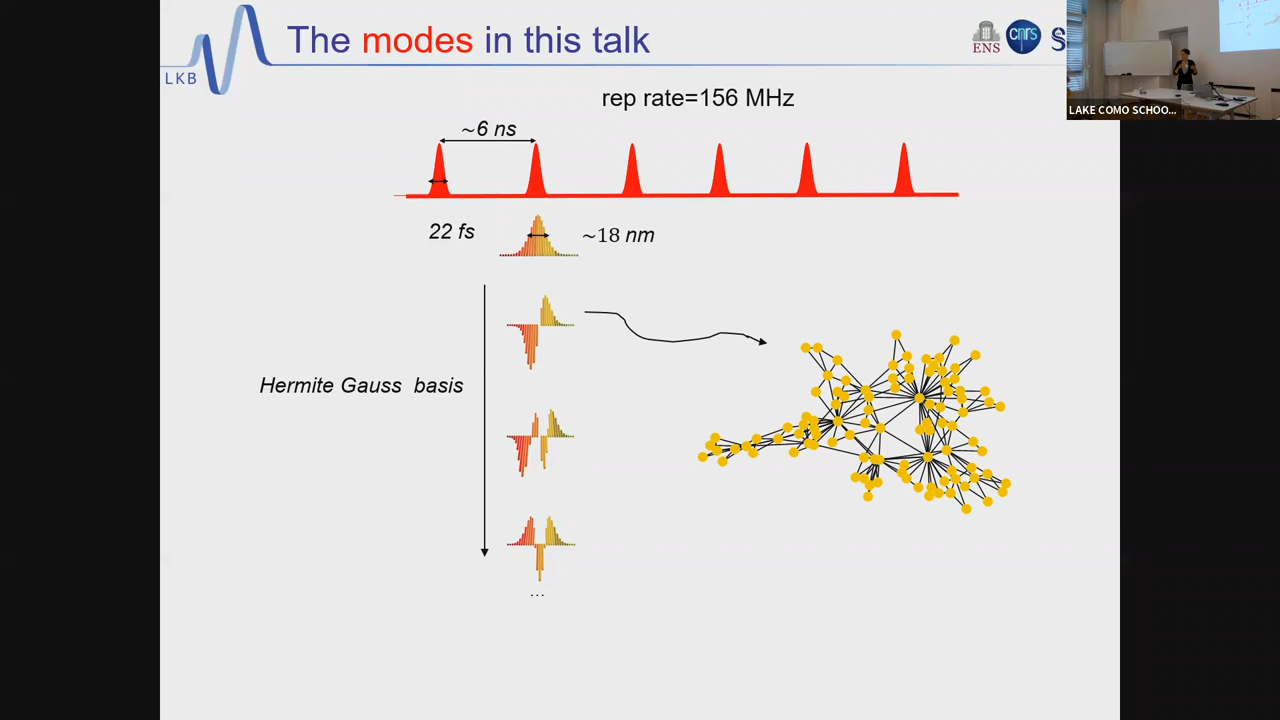 The modes in this talk
LKB
ENS
cnrs
S
LAKE COMO SCHOO...
rep rate=156 MHz
~6 ns
22 fs
~18 nm
Hermite Gauss basis
...